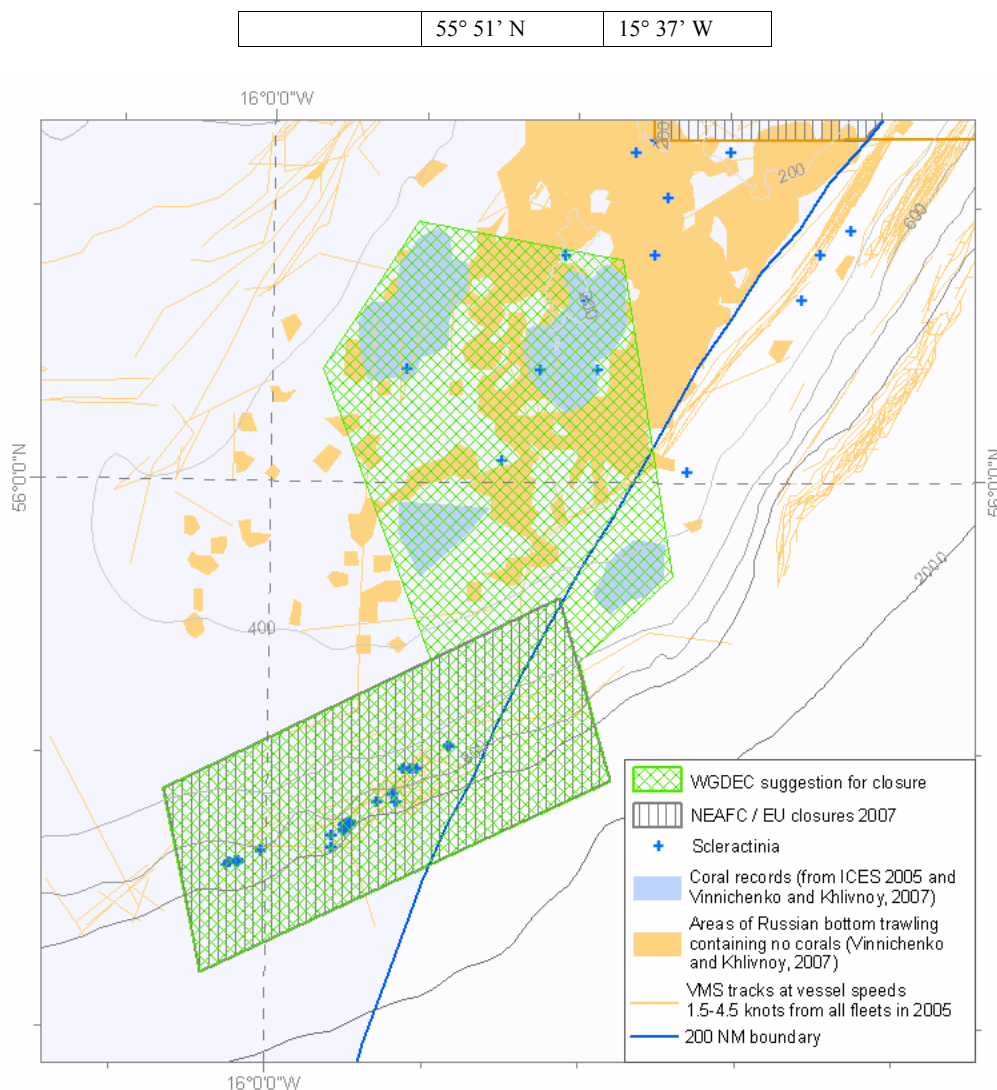 55° 51’ N 15° 37’ W
16°0'0"W
200
200
600
200
56°0'0"N
56°0'0"N
2000
400
WGDEC suggestion for closure
NEAFC / EU closures 2007
Scleractinia
Coral records (from ICES 2005 and
Vinnichenko and Khlivnoy, 2007)
Areas of Russian bottom trawling
containing no corals (Vinnichenko
and Khlivnoy, 2007)
VMS tracks at vessel speeds
1.5-4.5 knots from all fleets in 2005
200 NM boundary
16°0'0"W